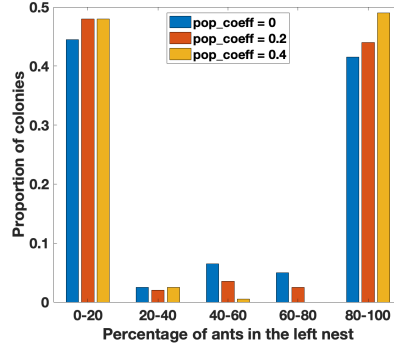 0.5
0.4
0.3
0.2
0.1
0
Proportion of colonies
pop_coeff = 0
pop_coeff = 0.2
pop_coeff = 0.4
0-20 20-40 40-60 60-80 80-100
Percentage of ants in the left nest